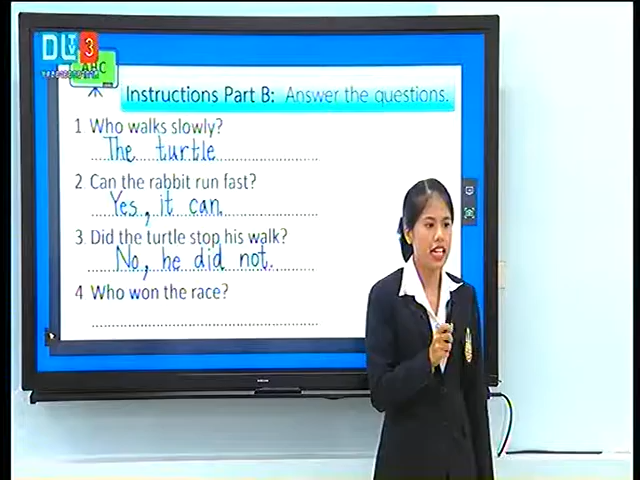 DLTV 3
ABC
Instructions Part B: Answer the questions.
1 Who walks slowly?
The turtle
2 Can the rabbit run fast?
Yes, it can.
3 Did the turtle stop his walk?
No, he did not.
4 Who won the race?